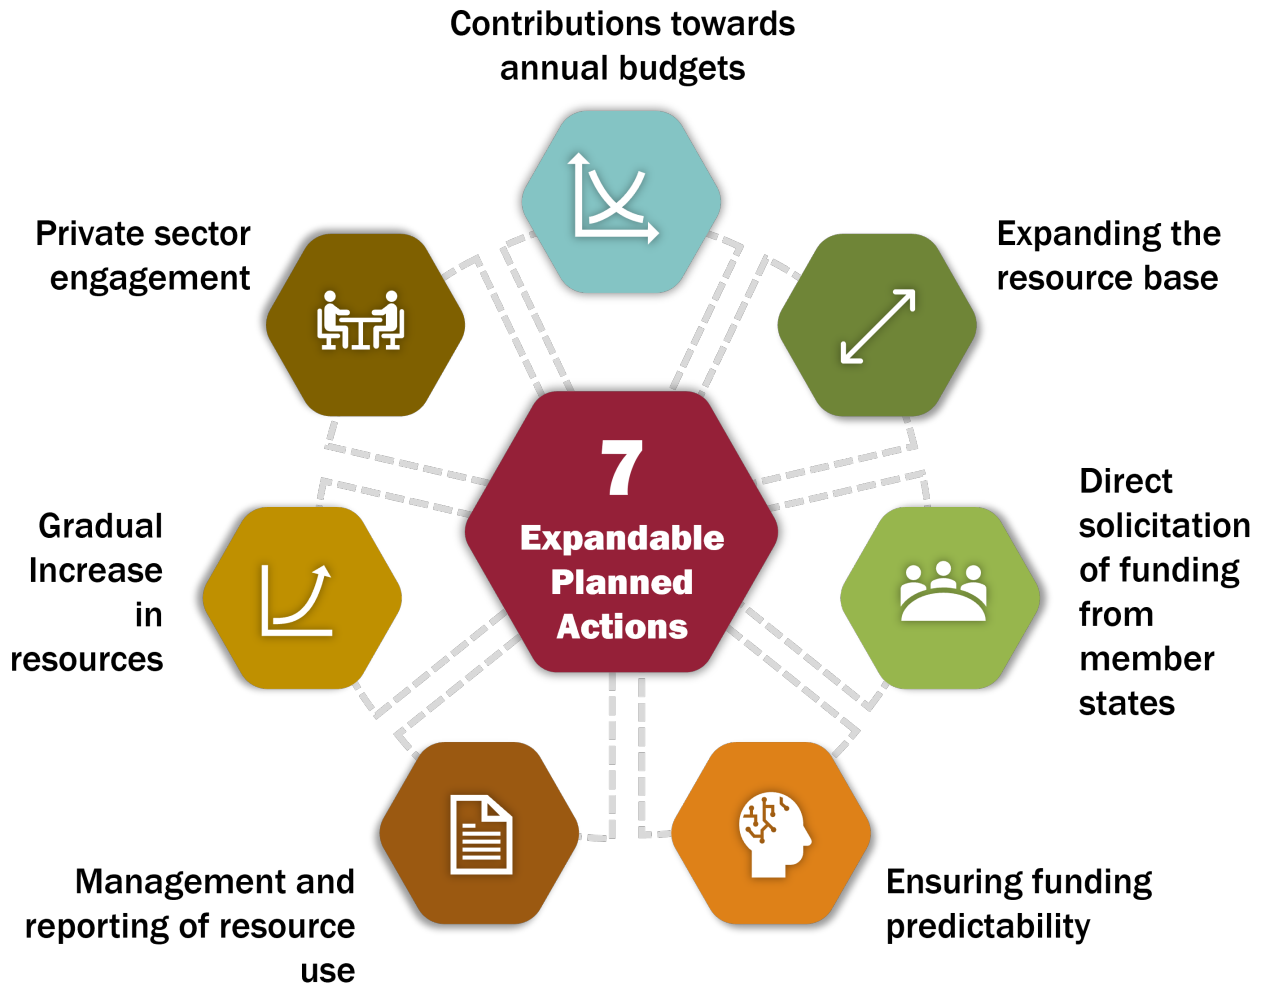 Contributions towards
annual budgets
Expanding the
resource base
Direct
solicitation
of funding
from
member
states
Ensuring funding
predictability
Management and
reporting of resource
use
Gradual
Increase
in
resources
Private sector
engagement
7
Expandable
Planned
Actions